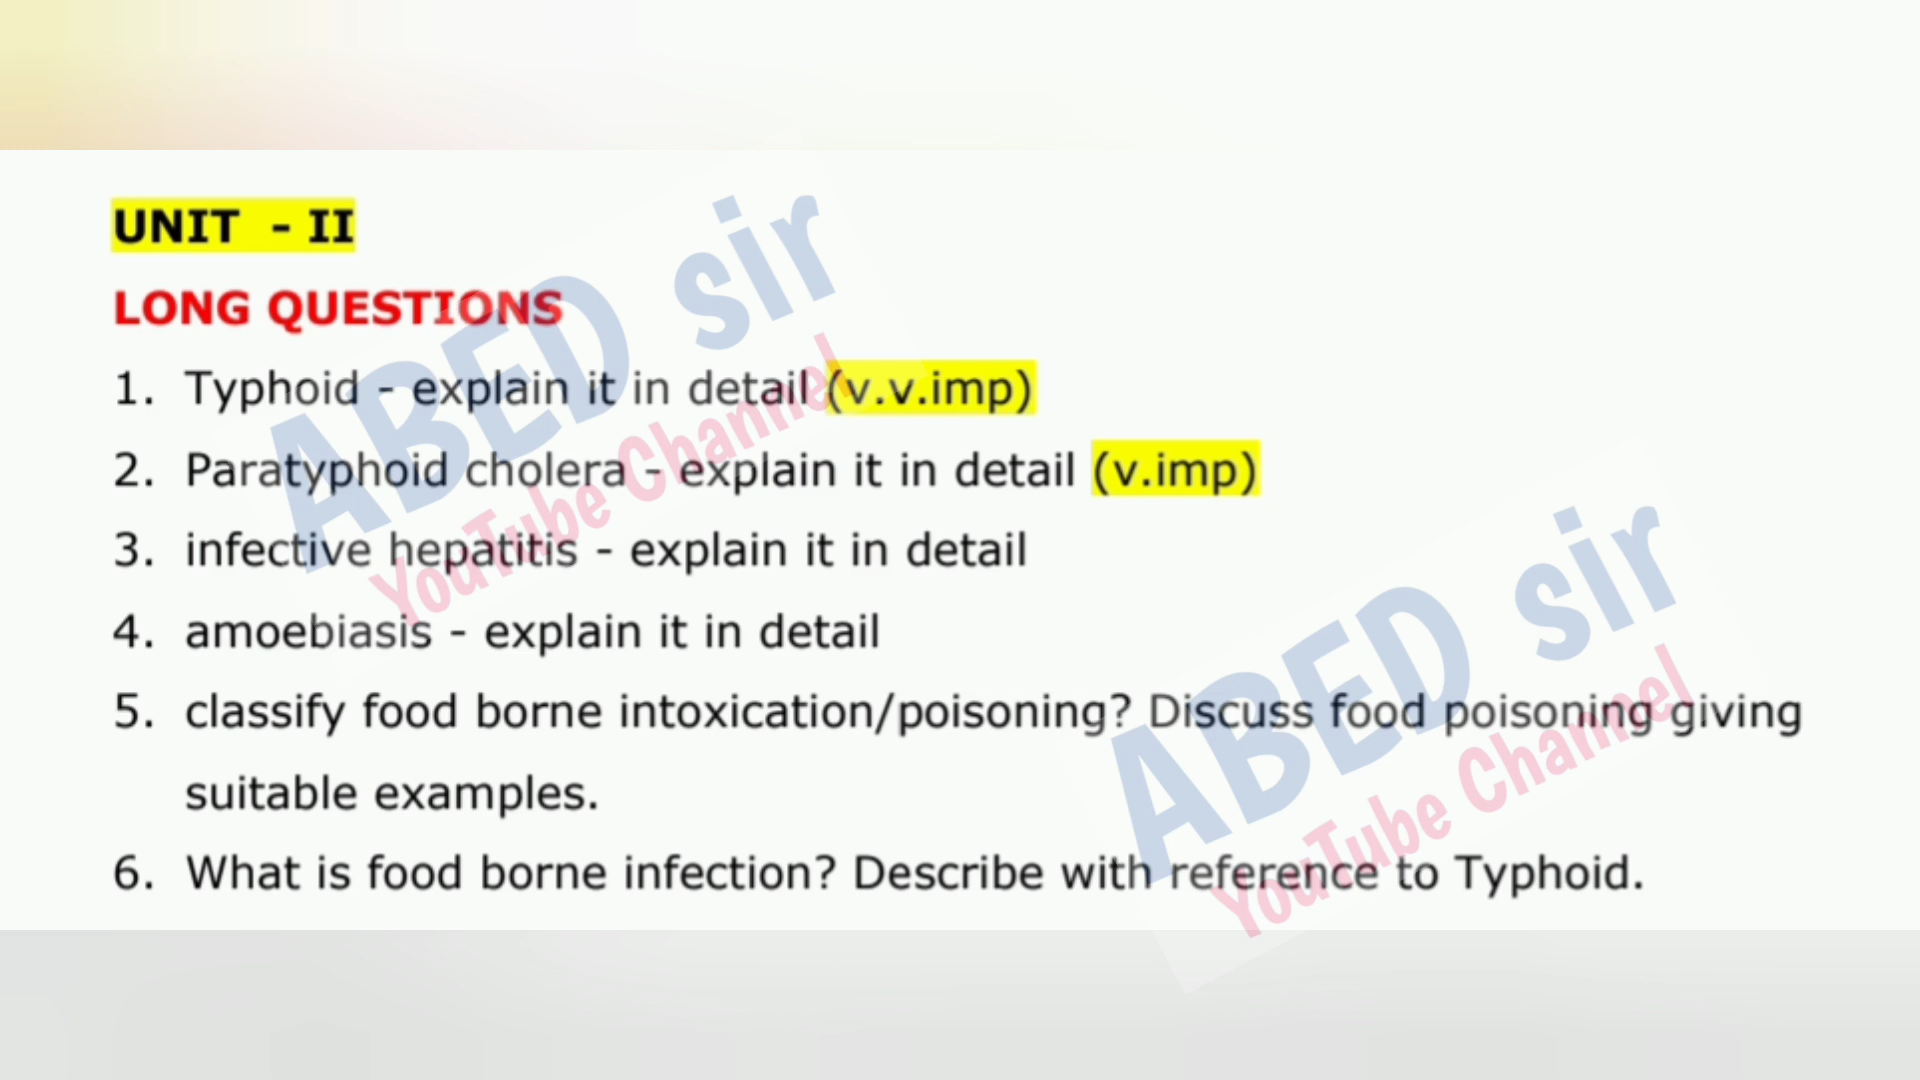 UNIT - II
LONG QUESTIONS
1. Typhoid - explain it in detail (v.v.imp)
2. Paratyphoid cholera - explain it in detail (v.imp)
3. infective hepatitis - explain it in detail
4. amoebiasis - explain it in detail
5. classify food borne intoxication/poisoning? Discuss food poisoning giving
suitable examples.
6. What is food borne infection? Describe with reference to Typhoid.
ABED sir
YouTube Channel
ABED sir
YouTube Channel